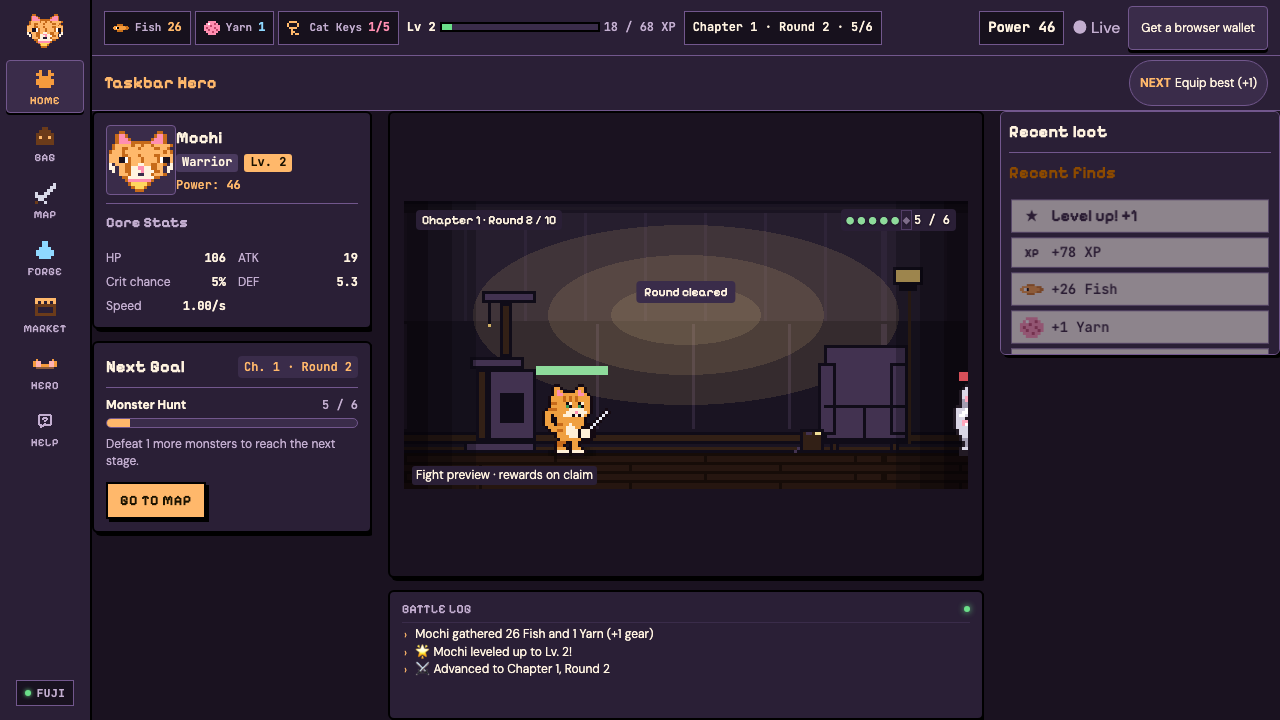 Fish 26
Yarn 1
Cat Keys 1/5
Lv 2
18 / 68 XP
Chapter 1 · Round 2 · 5/6
Power 46
Live
Get a browser wallet
HOME
BAG
MAP
FORGE
MARKET
HERO
HELP
FUJI
Taskbar Hero
NEXT Equip best (+1)
Mochi
Warrior Lv. 2
Power: 46
Core Stats
HP 106 ATK 19
Crit chance 5% DEF 5.3
Speed 1.00/s
Next Goal Ch. 1 · Round 2
Monster Hunt 5 / 6
Defeat 1 more monsters to reach the next
stage.
GO TO MAP
Chapter 1 · Round 2 / 10
5 / 6
Round cleared
Fight preview · rewards on claim
BATTLE LOG
› Mochi gathered 26 Fish and 1 Yarn (+1 gear)
› 🌟 Mochi leveled up to Lv. 2!
› ⚔️ Advanced to Chapter 1, Round 2
Recent loot
Recent finds
★ Level up! +1
XP +78 XP
+26 Fish
+1 Yarn